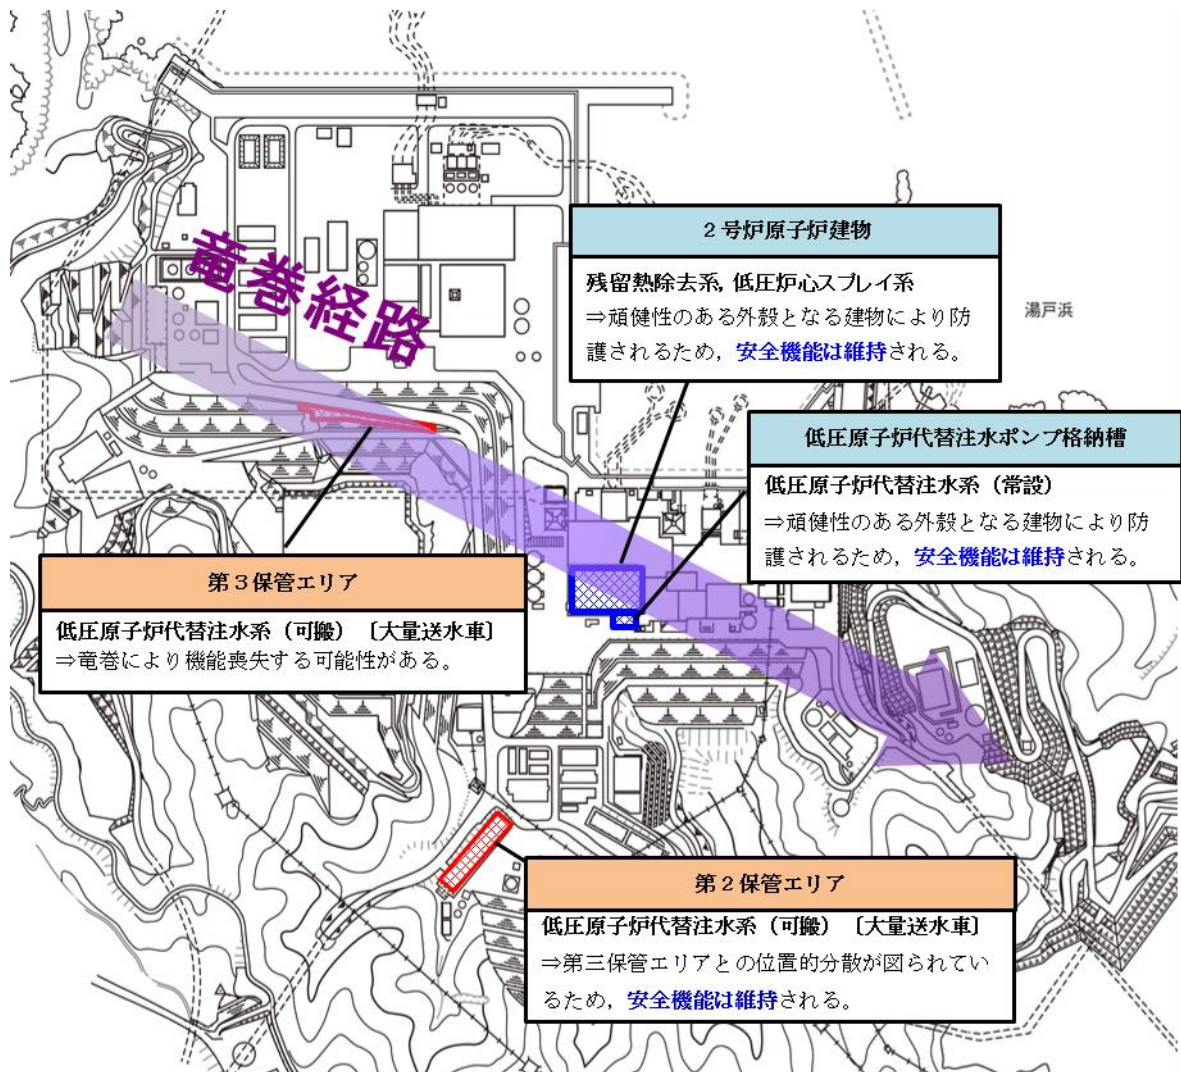 竜巻経路
2号炉原子炉建物
残留熱除去系, 低圧炉心スプレイ系
⇒頑健性のある外殻となる建物により防
護されるため，安全機能は維持される。
湯戸浜
低圧原子炉代替注水ポンプ格納槽
低圧原子炉代替注水系（常設）
⇒頑健性のある外殻となる建物により防
護されるため，安全機能は維持される。
第3保管エリア
低圧原子炉代替注水系（可搬）〔大量送水車〕
⇒竜巻により機能喪失する可能性がある。
第2保管エリア
低圧原子炉代替注水系（可搬）〔大量送水車〕
⇒第三保管エリアとの位置的分散が図られてい
るため，安全機能は維持される。